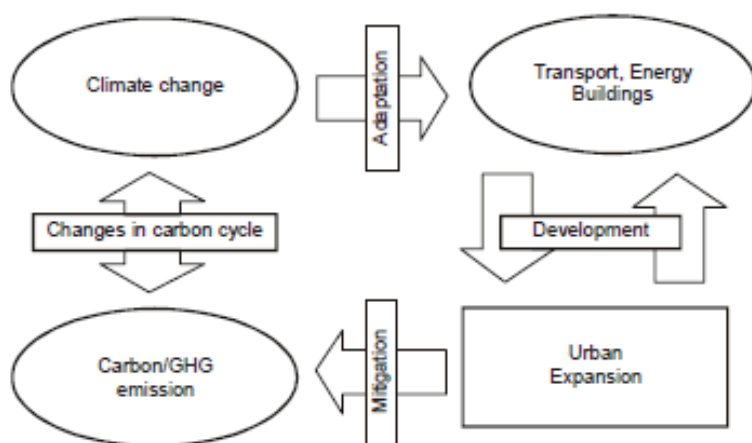 Climate change
Adaptation
Transport, Energy
Buildings
Changes in carbon cycle
Development
Carbon/GHG
emission
Mitigation
Urban
Expansion